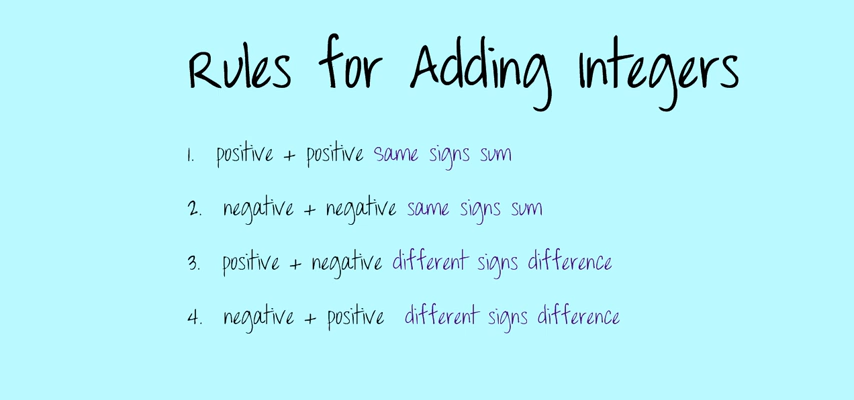 Rules for Adding Integers
1. positive + positive same signs sum
2. negative + negative same signs sum
3. positive + negative different signs difference
4. negative + positive different signs difference